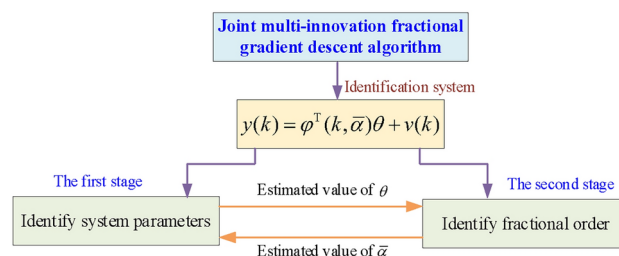 Joint multi-innovation fractional
gradient descent algorithm
Identification system
y(k) = φᵀ(k, ᾱ)θ + v(k)
The first stage
The second stage
Estimated value of θ
Identify system parameters
Identify fractional order
Estimated value of ᾱ